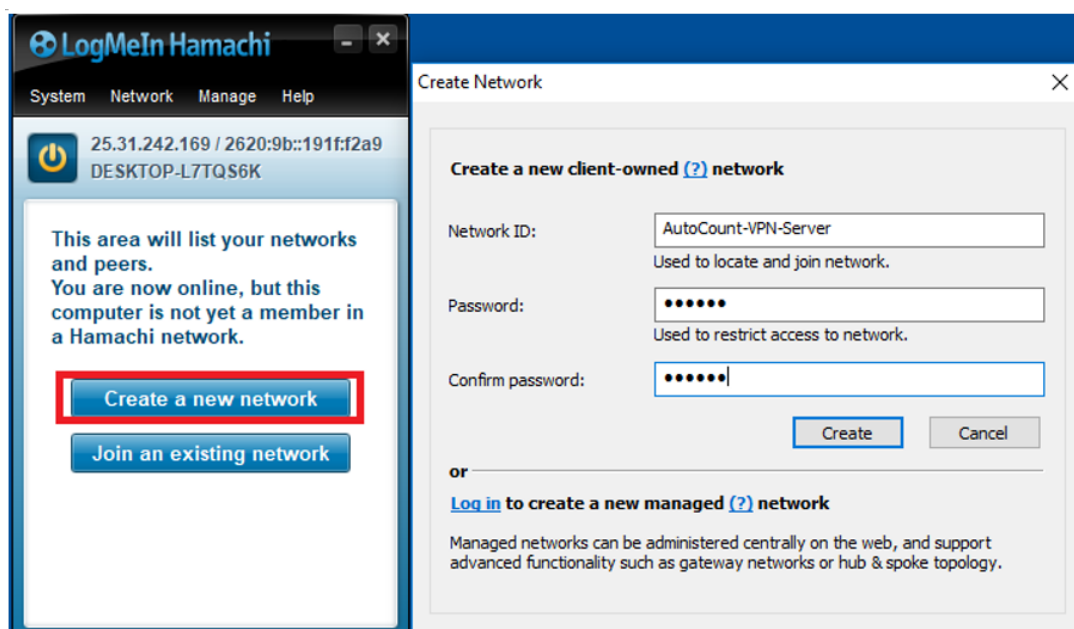 LogMeIn Hamachi
System Network Manage Help
25.31.242.169 / 2620:9b::191f:f2a9
DESKTOP-L7TQS6K
This area will list your networks
and peers.
You are now online, but this
computer is not yet a member in
a Hamachi network.
Create a new network
Join an existing network
Create Network
Create a new client-owned (?) network
Network ID:
AutoCount-VPN-Server
Used to locate and join network.
Password:
●●●●●●
Used to restrict access to network.
Confirm password:
●●●●●●
Create Cancel
or
Log in to create a new managed (?) network
Managed networks can be administered centrally on the web, and support
advanced functionality such as gateway networks or hub & spoke topology.